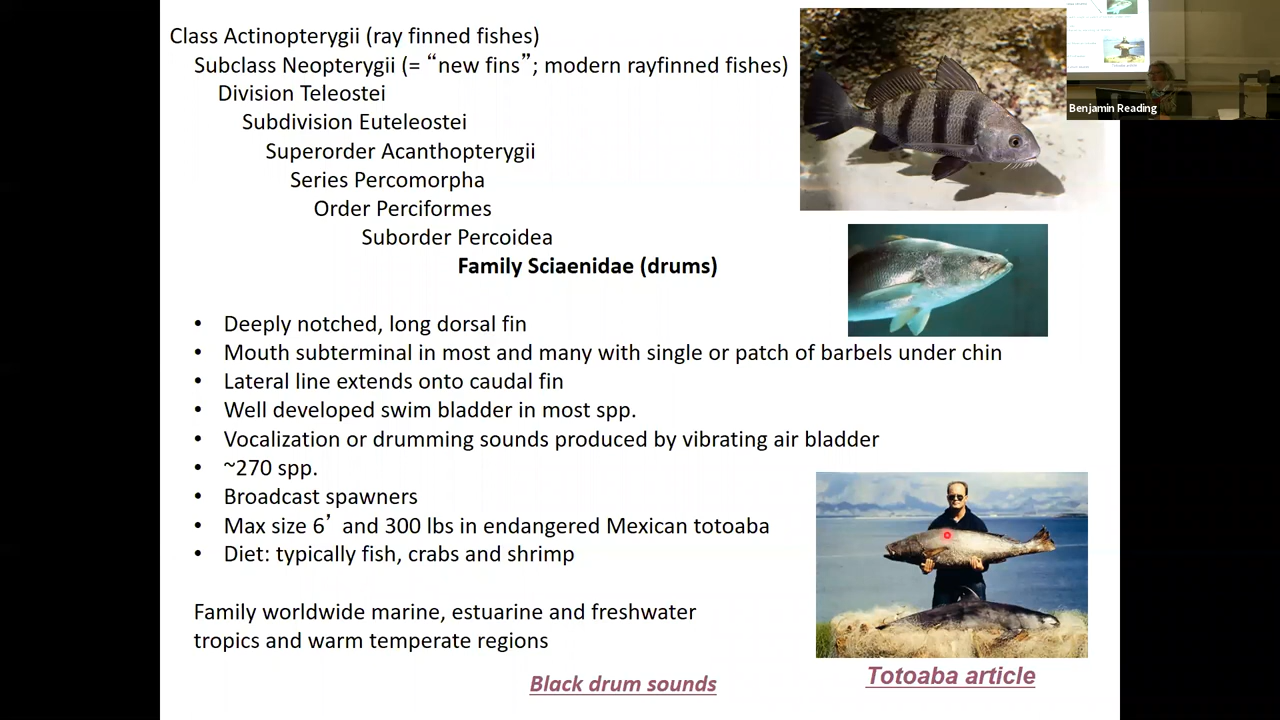 Class Actinopterygii (ray finned fishes)
Subclass Neopterygii (= “new fins”; modern rayfinned fishes)
Division Teleostei
Subdivision Euteleostei
Superorder Acanthopterygii
Series Percomorpha
Order Perciformes
Suborder Percoidea
Family Sciaenidae (drums)
• Deeply notched, long dorsal fin
• Mouth subterminal in most and many with single or patch of barbels under chin
• Lateral line extends onto caudal fin
• Well developed swim bladder in most spp.
• Vocalization or drumming sounds produced by vibrating air bladder
• ~270 spp.
• Broadcast spawners
• Max size 6’ and 300 lbs in endangered Mexican totoaba
• Diet: typically fish, crabs and shrimp
Family worldwide marine, estuarine and freshwater
tropics and warm temperate regions
Black drum sounds
Totoaba article
Benjamin Reading